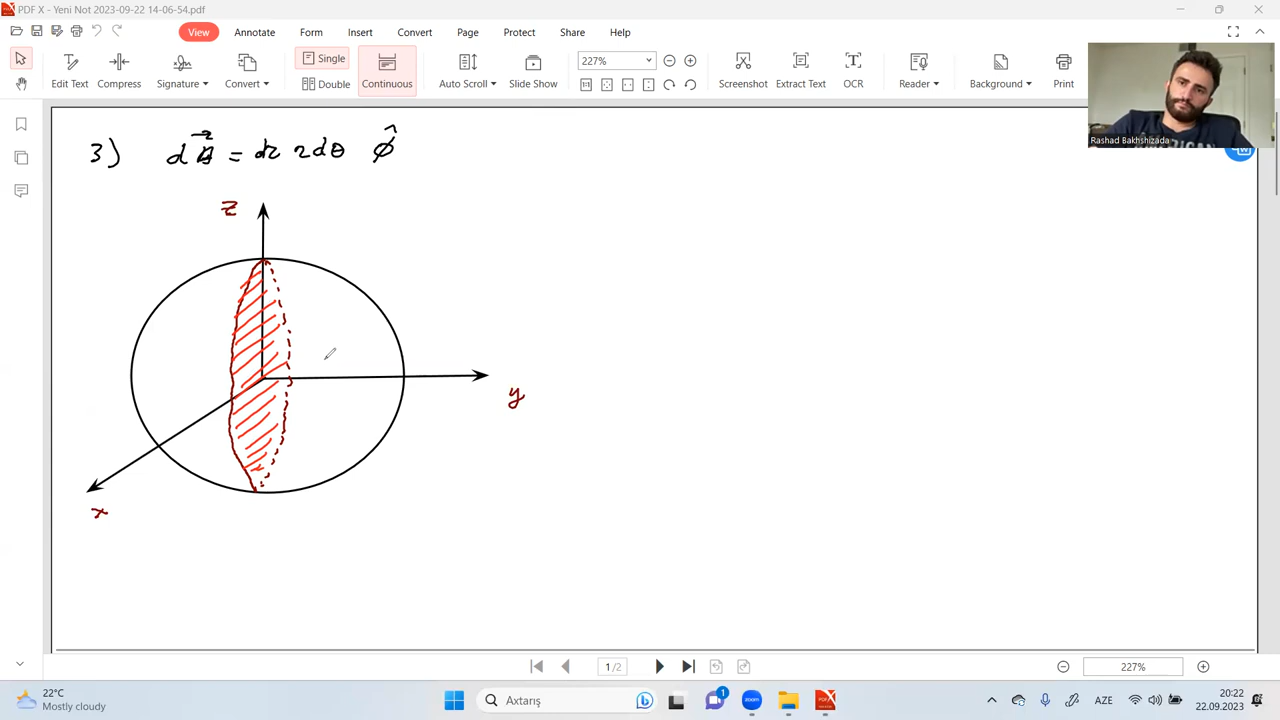 PDF X - Yeni Not 2023-09-22 14-06-54.pdf
View Annotate Form Insert Convert Page Protect Share Help
Edit Text Compress Signature Convert Single Double Continuous Auto Scroll Slide Show 227% Screenshot Extract Text OCR Reader Background Print
Rashad Bakhshizada
3) dA = dr r dθ φ̂
z
y
x
1 /2
227%
22°C
Mostly cloudy
Axtarış
1
zoom
AZE
20:22
22.09.2023